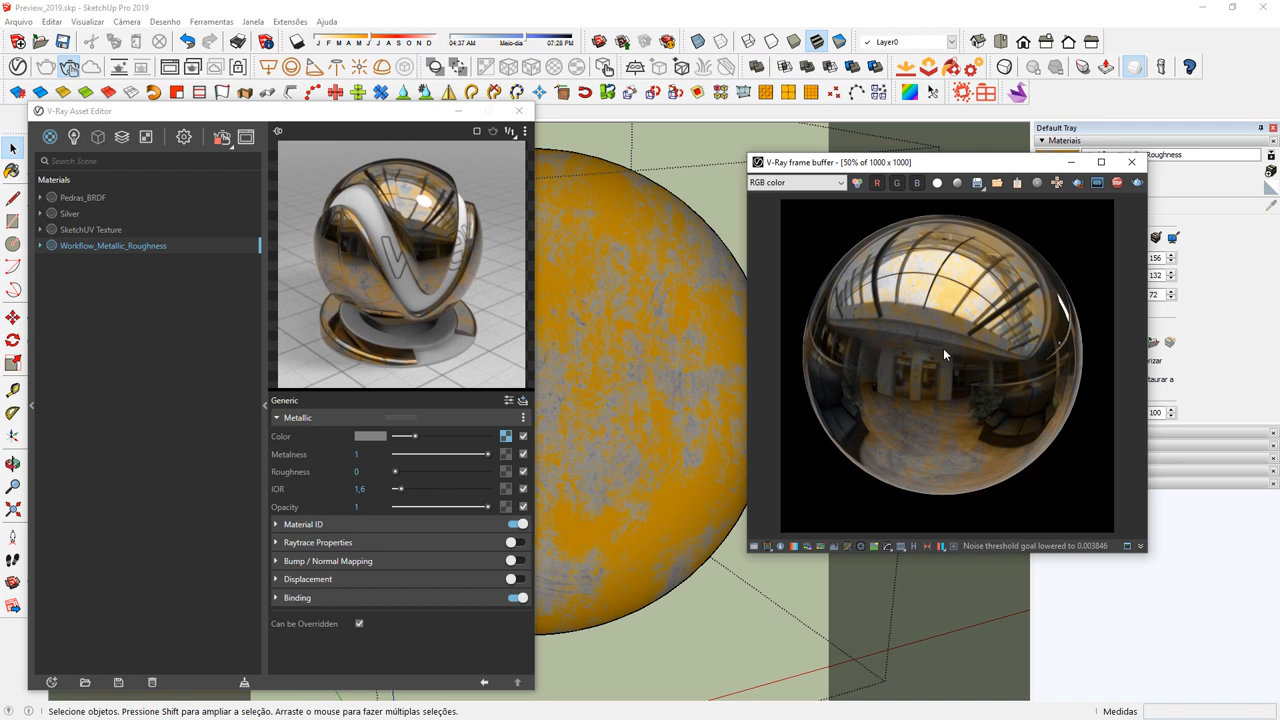 Preview_2019.skp - SketchUp Pro 2019
Arquivo Editar Visualizar Câmera Desenho Ferramentas Janela Extensões Ajuda
J F M A M J J A S O N D
04:37 AM Meio-dia 07:28 PM
Layer0
V-Ray Asset Editor
1/1
Search Scene
Materials
Pedras_BRDF
Silver
SketchUV Texture
Workflow_Metallic_Roughness
Generic
Metallic
Color
Metalness 1
Roughness 0
IOR 1,6
Opacity 1
Material ID
Raytrace Properties
Bump / Normal Mapping
Displacement
Binding
Can be Overridden
V-Ray frame buffer - [50% of 1000 x 1000]
RGB color
R G B
Noise threshold goal lowered to 0.003846
Default Tray
Materiais
Roughness
156
132
72
100
Selecione objetos. Pressione Shift para ampliar a seleção. Arraste o mouse para fazer múltiplas seleções.
Medidas